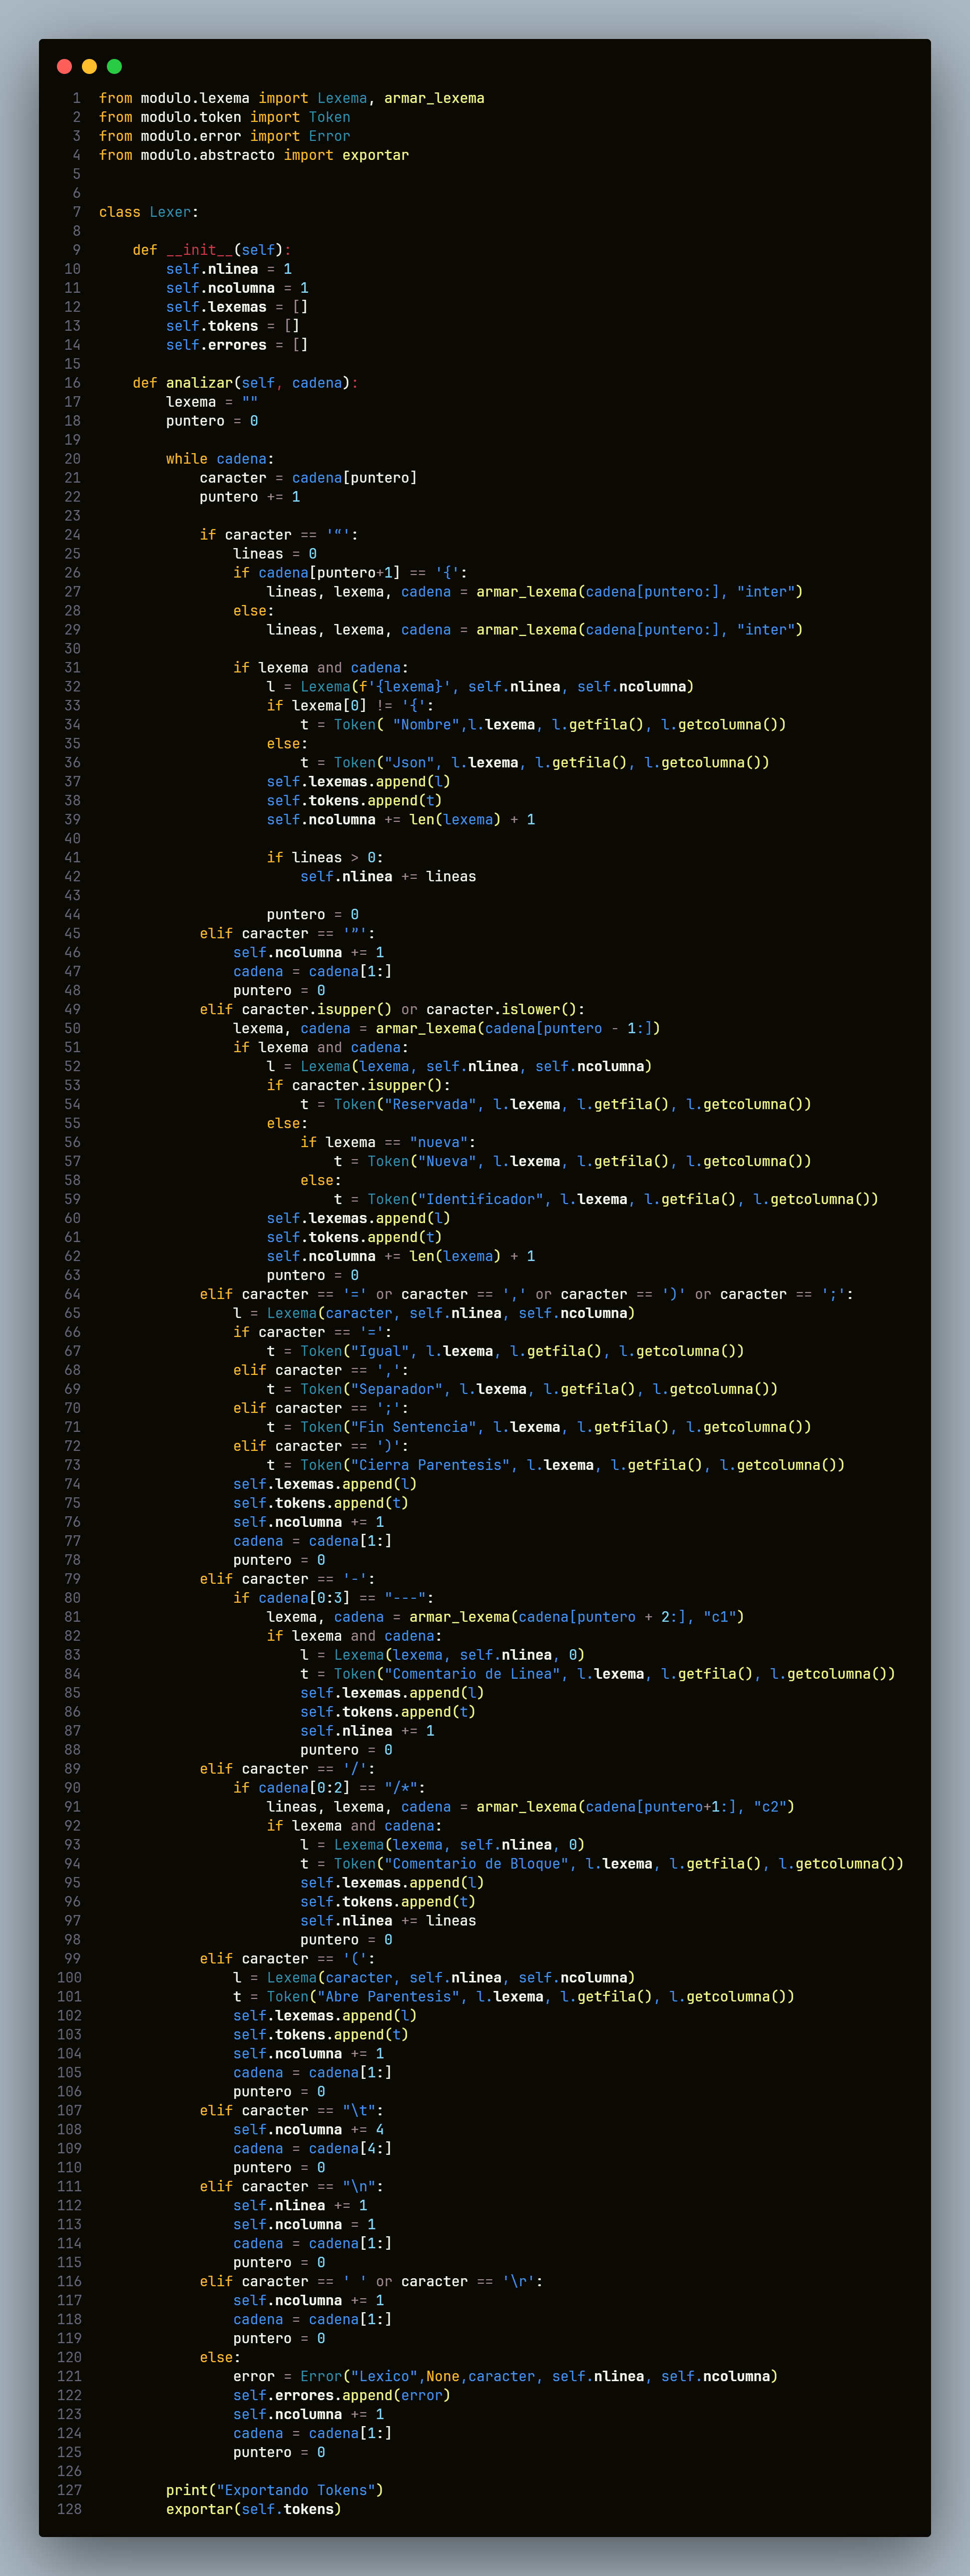 1 from modulo.lexema import Lexema, armar_lexema
2 from modulo.token import Token
3 from modulo.error import Error
4 from modulo.abstracto import exportar
5
6
7 class Lexer:
8
9     def __init__(self):
10         self.nlinea = 1
11         self.ncolumna = 1
12         self.lexemas = []
13         self.tokens = []
14         self.errores = []
15
16     def analizar(self, cadena):
17         lexema = ""
18         puntero = 0
19
20         while cadena:
21             caracter = cadena[puntero]
22             puntero += 1
23
24             if caracter == '“':
25                 lineas = 0
26                 if cadena[puntero+1] == '{':
27                     lineas, lexema, cadena = armar_lexema(cadena[puntero:], "inter")
28                 else:
29                     lineas, lexema, cadena = armar_lexema(cadena[puntero:], "inter")
30
31                 if lexema and cadena:
32                     l = Lexema(f'{lexema}', self.nlinea, self.ncolumna)
33                     if lexema[0] != '{':
34                         t = Token( "Nombre",l.lexema, l.getfila(), l.getcolumna())
35                     else:
36                         t = Token("Json", l.lexema, l.getfila(), l.getcolumna())
37                     self.lexemas.append(l)
38                     self.tokens.append(t)
39                     self.ncolumna += len(lexema) + 1
40
41                     if lineas > 0:
42                         self.nlinea += lineas
43
44                     puntero = 0
45             elif caracter == '”':
46                 self.ncolumna += 1
47                 cadena = cadena[1:]
48                 puntero = 0
49             elif caracter.isupper() or caracter.islower():
50                 lexema, cadena = armar_lexema(cadena[puntero - 1:])
51                 if lexema and cadena:
52                     l = Lexema(lexema, self.nlinea, self.ncolumna)
53                     if caracter.isupper():
54                         t = Token("Reservada", l.lexema, l.getfila(), l.getcolumna())
55                     else:
56                         if lexema == "nueva":
57                             t = Token("Nueva", l.lexema, l.getfila(), l.getcolumna())
58                         else:
59                             t = Token("Identificador", l.lexema, l.getfila(), l.getcolumna())
60                     self.lexemas.append(l)
61                     self.tokens.append(t)
62                     self.ncolumna += len(lexema) + 1
63                     puntero = 0
64             elif caracter == '=' or caracter == ',' or caracter == ')' or caracter == ';':
65                 l = Lexema(caracter, self.nlinea, self.ncolumna)
66                 if caracter == '=':
67                     t = Token("Igual", l.lexema, l.getfila(), l.getcolumna())
68                 elif caracter == ',':
69                     t = Token("Separador", l.lexema, l.getfila(), l.getcolumna())
70                 elif caracter == ';':
71                     t = Token("Fin Sentencia", l.lexema, l.getfila(), l.getcolumna())
72                 elif caracter == ')':
73                     t = Token("Cierra Parentesis", l.lexema, l.getfila(), l.getcolumna())
74                 self.lexemas.append(l)
75                 self.tokens.append(t)
76                 self.ncolumna += 1
77                 cadena = cadena[1:]
78                 puntero = 0
79             elif caracter == '-':
80                 if cadena[0:3] == "---":
81                     lexema, cadena = armar_lexema(cadena[puntero + 2:], "c1")
82                     if lexema and cadena:
83                         l = Lexema(lexema, self.nlinea, 0)
84                         t = Token("Comentario de Linea", l.lexema, l.getfila(), l.getcolumna())
85                         self.lexemas.append(l)
86                         self.tokens.append(t)
87                         self.nlinea += 1
88                         puntero = 0
89             elif caracter == '/':
90                 if cadena[0:2] == "/*":
91                     lineas, lexema, cadena = armar_lexema(cadena[puntero+1:], "c2")
92                     if lexema and cadena:
93                         l = Lexema(lexema, self.nlinea, 0)
94                         t = Token("Comentario de Bloque", l.lexema, l.getfila(), l.getcolumna())
95                         self.lexemas.append(l)
96                         self.tokens.append(t)
97                         self.nlinea += lineas
98                         puntero = 0
99             elif caracter == '(':
100                 l = Lexema(caracter, self.nlinea, self.ncolumna)
101                 t = Token("Abre Parentesis", l.lexema, l.getfila(), l.getcolumna())
102                 self.lexemas.append(l)
103                 self.tokens.append(t)
104                 self.ncolumna += 1
105                 cadena = cadena[1:]
106                 puntero = 0
107             elif caracter == "\t":
108                 self.ncolumna += 4
109                 cadena = cadena[4:]
110                 puntero = 0
111             elif caracter == "\n":
112                 self.nlinea += 1
113                 self.ncolumna = 1
114                 cadena = cadena[1:]
115                 puntero = 0
116             elif caracter == ' ' or caracter == '\r':
117                 self.ncolumna += 1
118                 cadena = cadena[1:]
119                 puntero = 0
120             else:
121                 error = Error("Lexico",None,caracter, self.nlinea, self.ncolumna)
122                 self.errores.append(error)
123                 self.ncolumna += 1
124                 cadena = cadena[1:]
125                 puntero = 0
126
127         print("Exportando Tokens")
128         exportar(self.tokens)